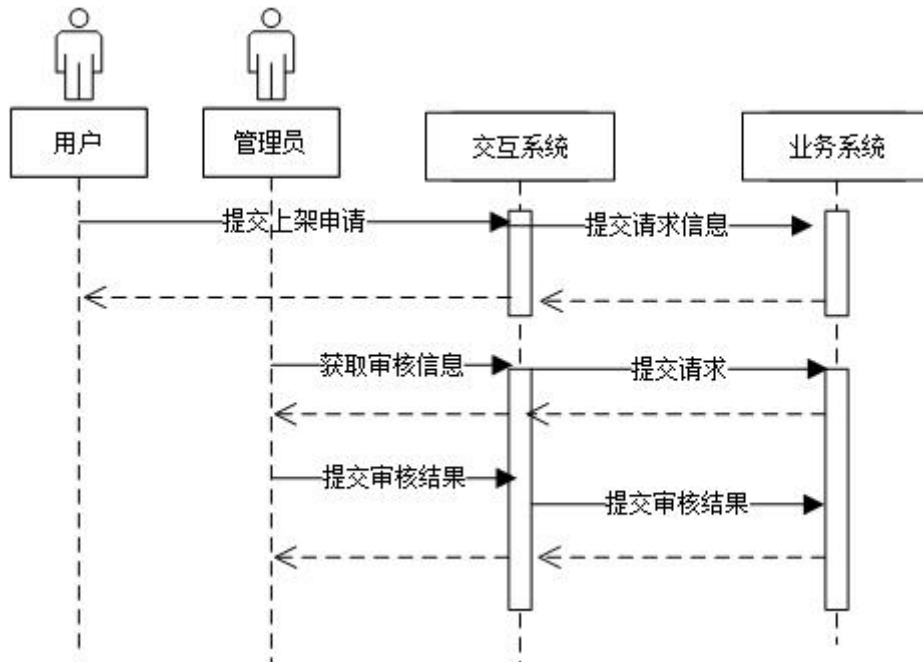 用户
管理员
交互系统
业务系统
提交上架申请
提交请求信息
获取审核信息
提交请求
提交审核结果
提交审核结果